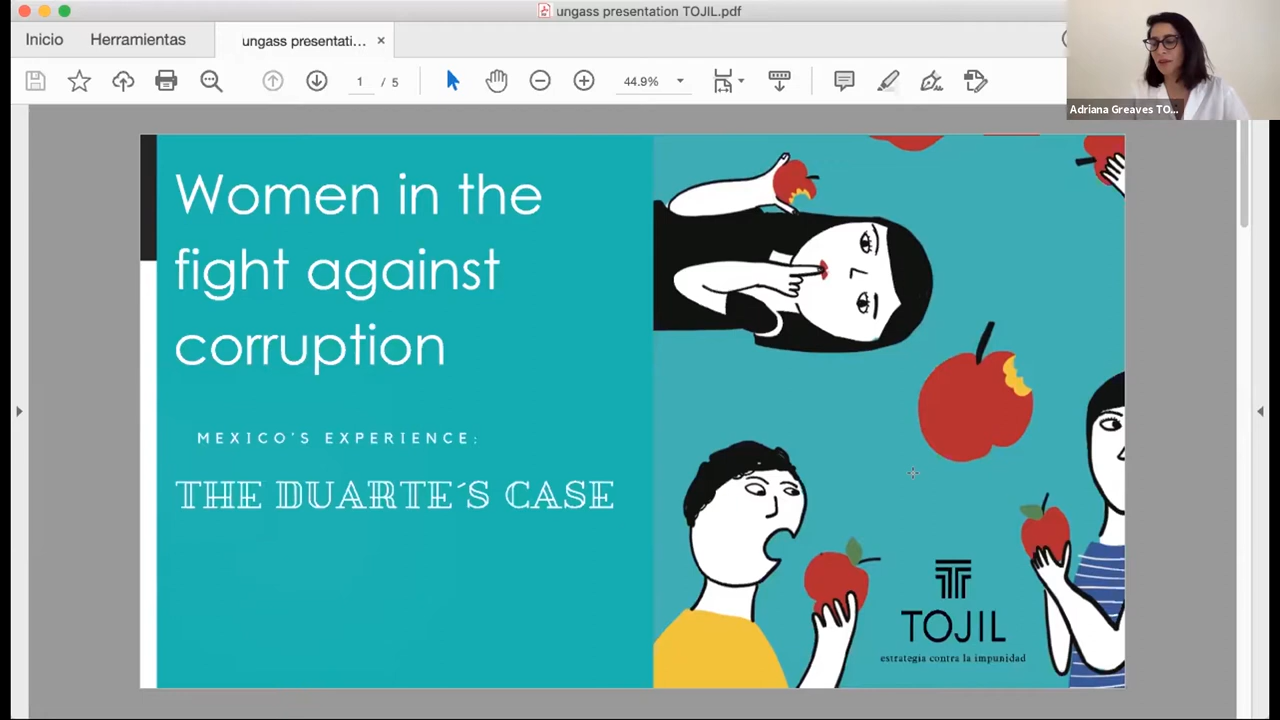 ungass presentation TOJIL.pdf
Inicio
Herramientas
ungass presentati... ×
1 / 5
44.9%
Adriana Greaves TO...
Women in the
fight against
corruption
MEXICO'S EXPERIENCE:
THE DUARTE´S CASE
TOJIL
estrategia contra la impunidad